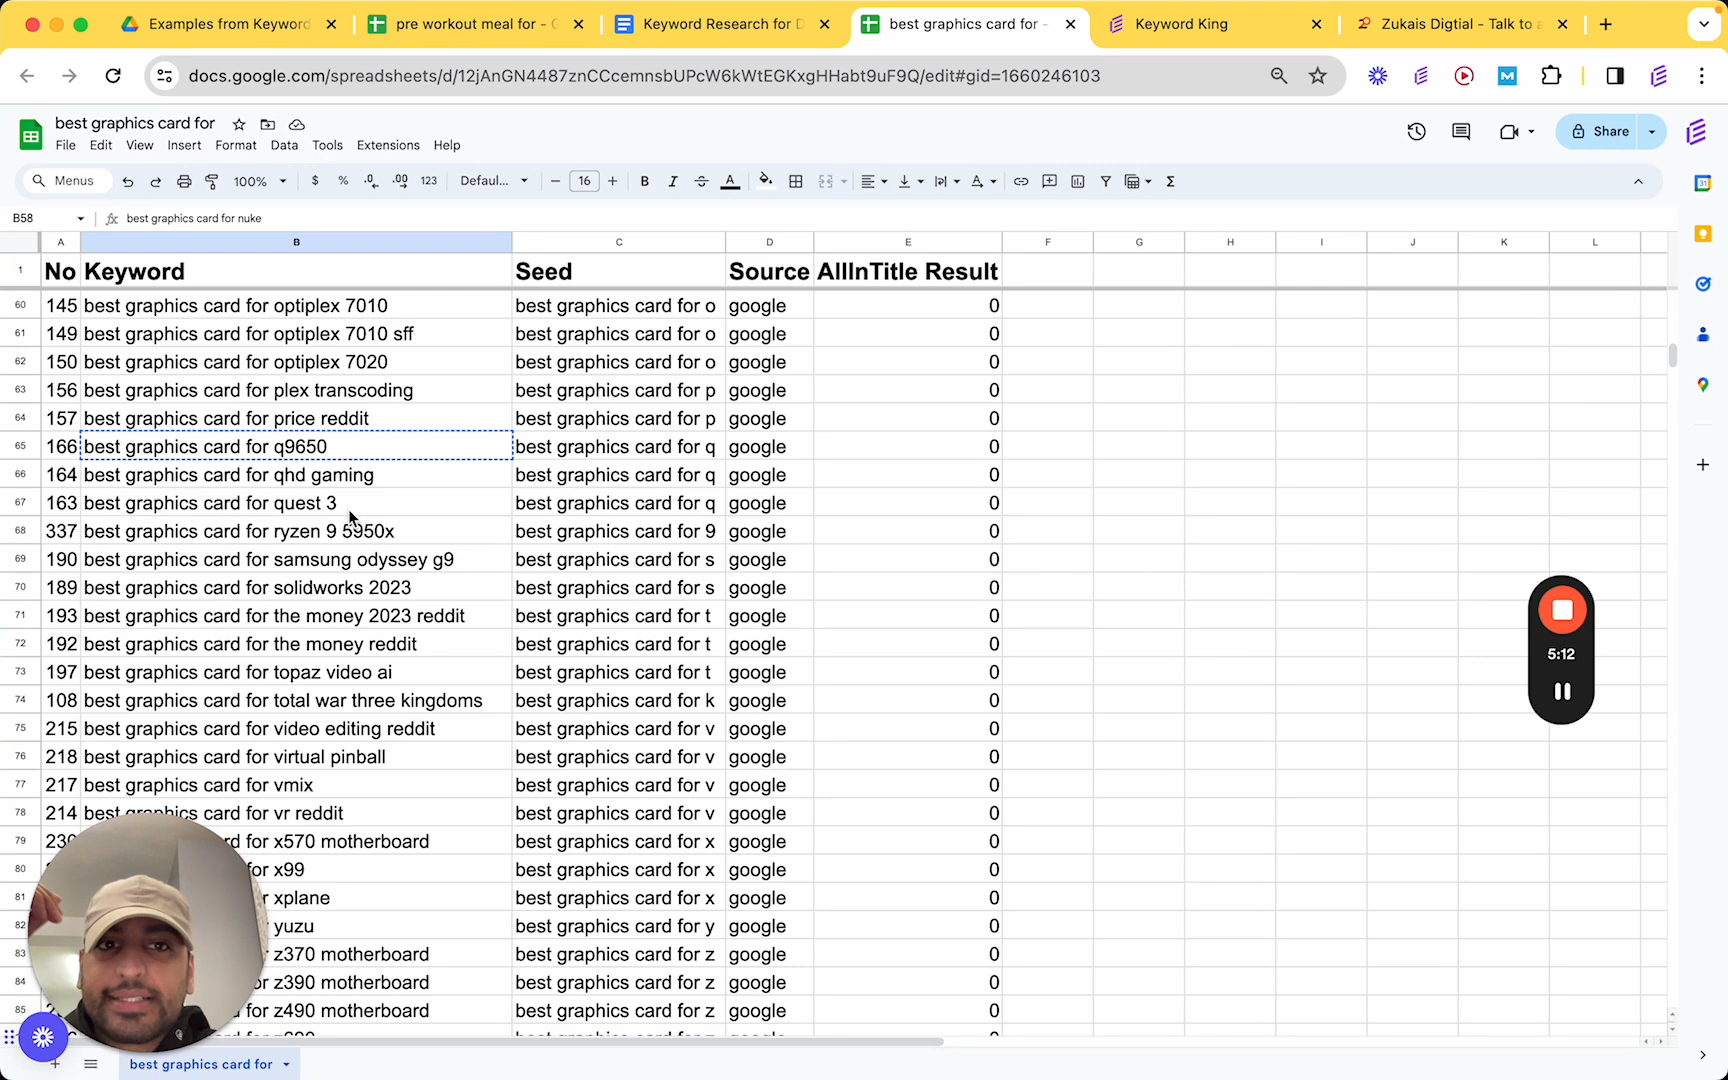 Examples from Keyword
pre workout meal for -
Keyword Research for D
best graphics card for -
Keyword King
Zukais Digtial - Talk to a
docs.google.com/spreadsheets/d/12jAnGN4487znCCcemnsbUPcW6kWtEGKxgHHabt9uF9Q/edit#gid=1660246103
best graphics card for
File Edit View Insert Format Data Tools Extensions Help
Share
Menus 100% $ % .0 .00 123 Defaul... 16 B I A Σ
B58 fx best graphics card for nuke
A B C D E F G H I J K L
1 No Keyword Seed Source AllInTitle Result
60 145 best graphics card for optiplex 7010 best graphics card for o google 0
61 149 best graphics card for optiplex 7010 sff best graphics card for o google 0
62 150 best graphics card for optiplex 7020 best graphics card for o google 0
63 156 best graphics card for plex transcoding best graphics card for p google 0
64 157 best graphics card for price reddit best graphics card for p google 0
65 166 best graphics card for q9650 best graphics card for q google 0
66 164 best graphics card for qhd gaming best graphics card for q google 0
67 163 best graphics card for quest 3 best graphics card for q google 0
68 337 best graphics card for ryzen 9 5950x best graphics card for 9 google 0
69 190 best graphics card for samsung odyssey g9 best graphics card for s google 0
70 189 best graphics card for solidworks 2023 best graphics card for s google 0
71 193 best graphics card for the money 2023 reddit best graphics card for t google 0
72 192 best graphics card for the money reddit best graphics card for t google 0
73 197 best graphics card for topaz video ai best graphics card for t google 0
74 108 best graphics card for total war three kingdoms best graphics card for k google 0
75 215 best graphics card for video editing reddit best graphics card for v google 0
76 218 best graphics card for virtual pinball best graphics card for v google 0
77 217 best graphics card for vmix best graphics card for v google 0
78 214 best graphics card for vr reddit best graphics card for v google 0
79 rd for x570 motherboard best graphics card for x google 0
80 for x99 best graphics card for x google 0
81 xplane best graphics card for x google 0
82 yuzu best graphics card for y google 0
83 z370 motherboard best graphics card for z google 0
84 or z390 motherboard best graphics card for z google 0
85 d for z490 motherboard best graphics card for z google 0
5:12
31
best graphics card for